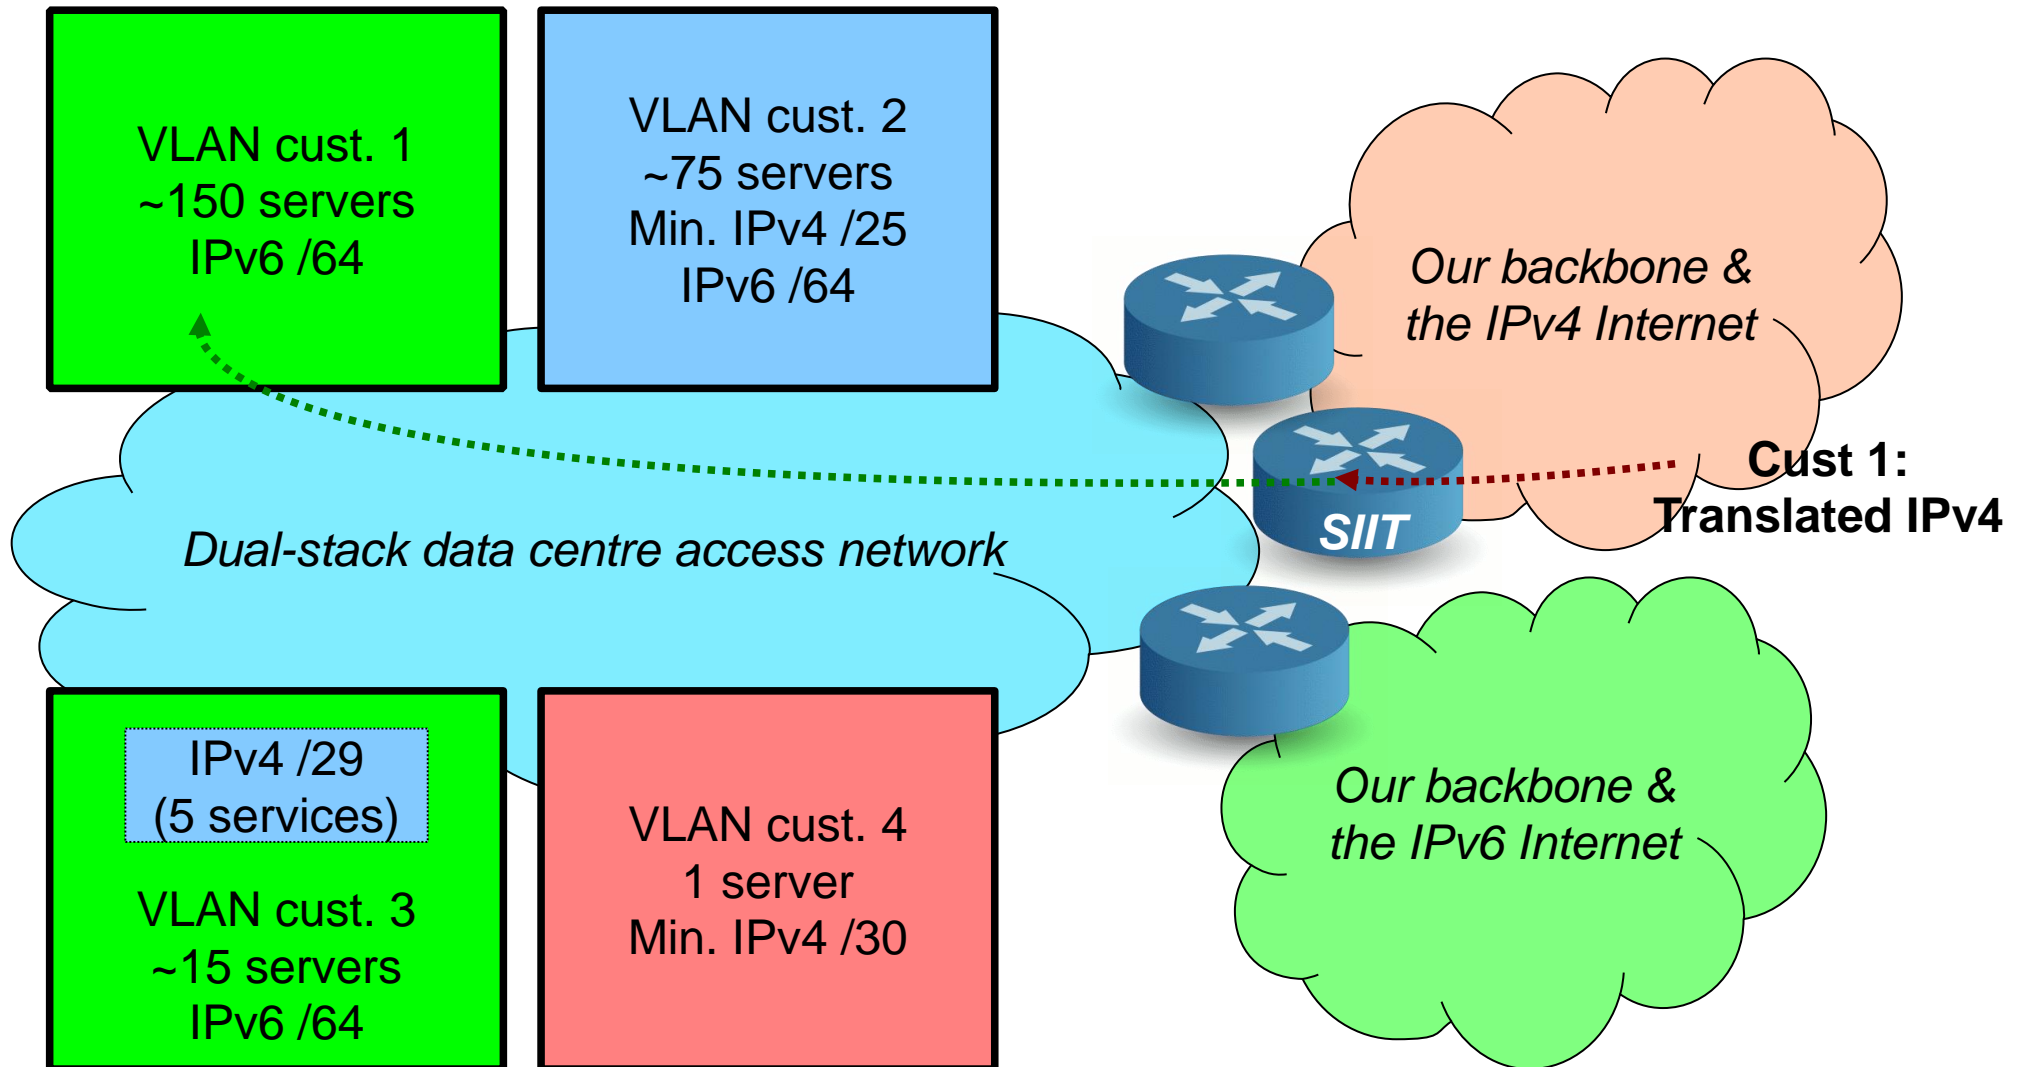 VLAN cust. 1
~150 servers
IPv6 /64
VLAN cust. 2
~75 servers
Min. IPv4 /25
IPv6 /64
Our backbone &
the IPv4 Internet
Cust 1:
Translated IPv4
SIIT
Dual-stack data centre access network
IPv4 /29
(5 services)
VLAN cust. 3
~15 servers
IPv6 /64
VLAN cust. 4
1 server
Min. IPv4 /30
Our backbone &
the IPv6 Internet